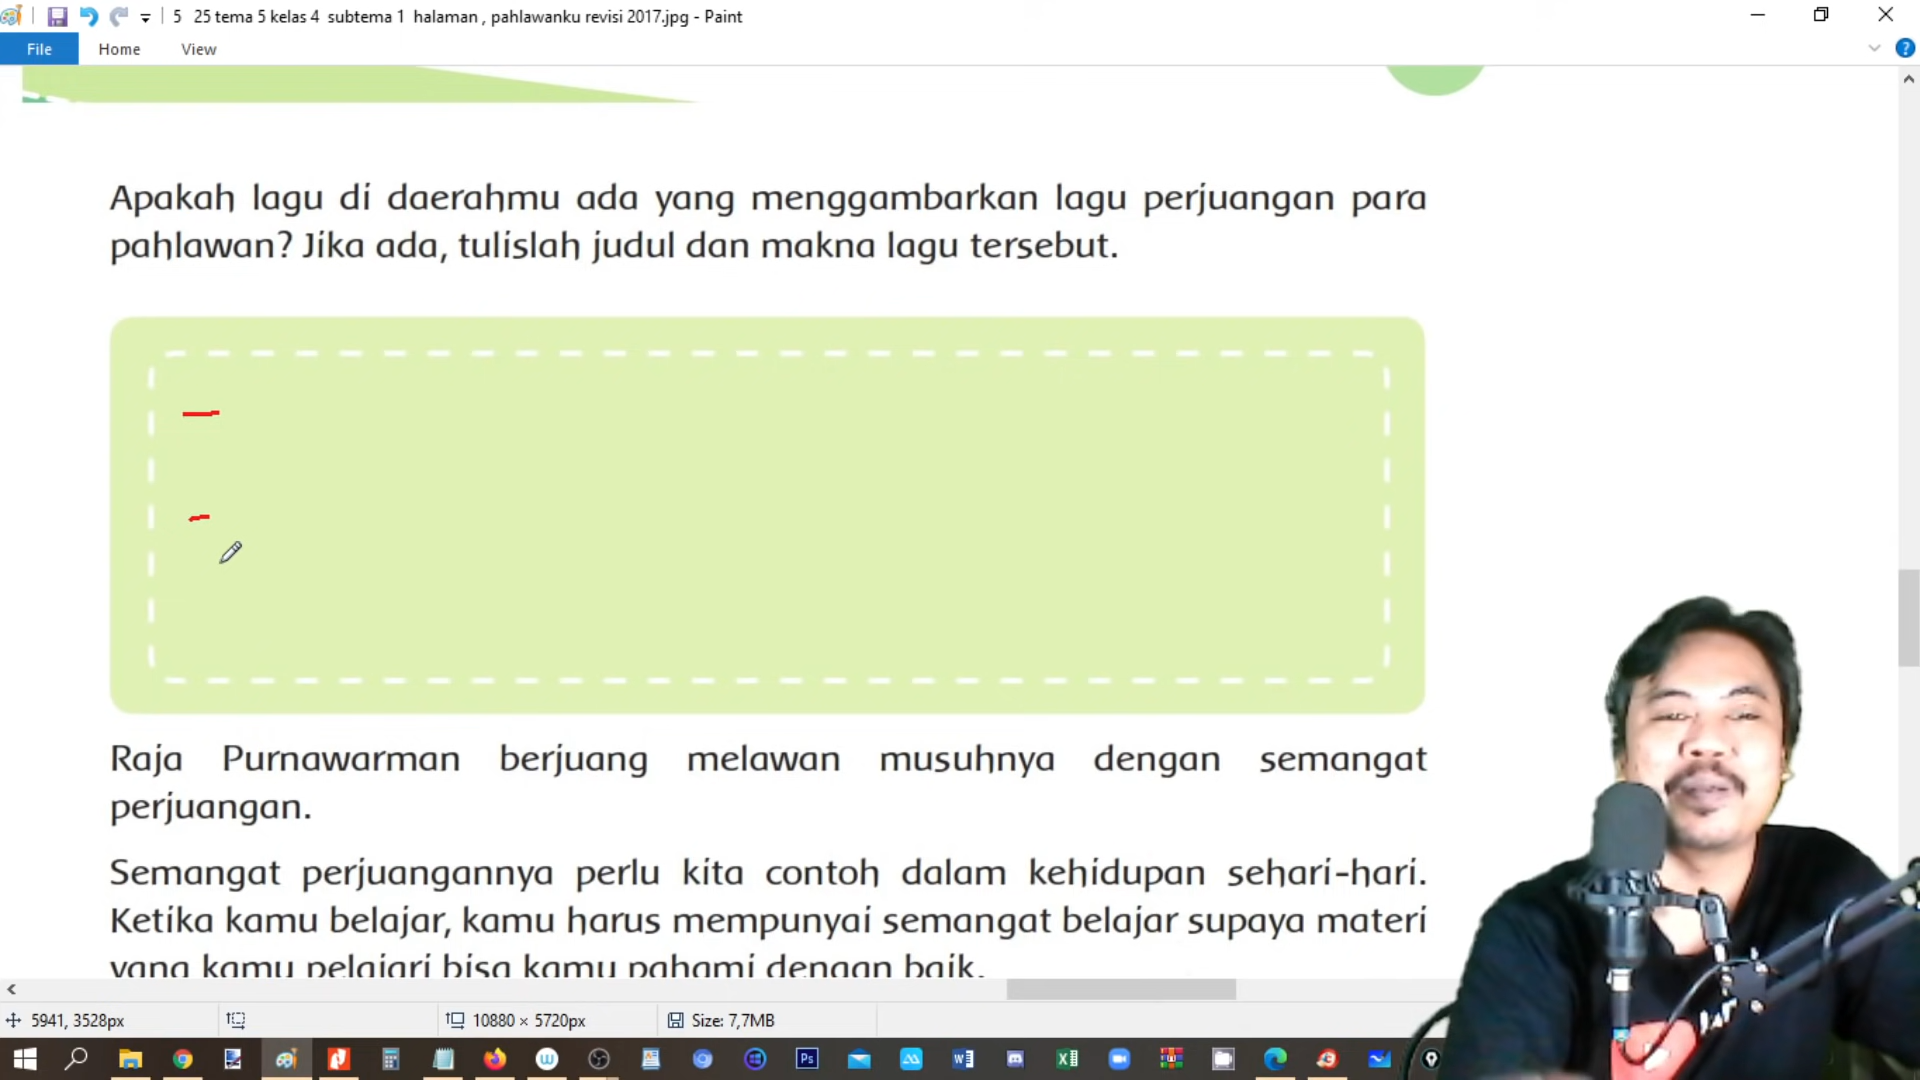 5 25 tema 5 kelas 4 subtema 1 halaman , pahlawanku revisi 2017.jpg - Paint
File Home View
Apakah lagu di daerahmu ada yang menggambarkan lagu perjuangan para
pahlawan? Jika ada, tulislah judul dan makna lagu tersebut.
Raja Purnawarman berjuang melawan musuhnya dengan semangat
perjuangan.
Semangat perjuangannya perlu kita contoh dalam kehidupan sehari-hari.
Ketika kamu belajar, kamu harus mempunyai semangat belajar supaya materi
yang kamu pelajari bisa kamu pahami dengan baik.
5941, 3528px 10880 × 5720px Size: 7,7MB
Ps